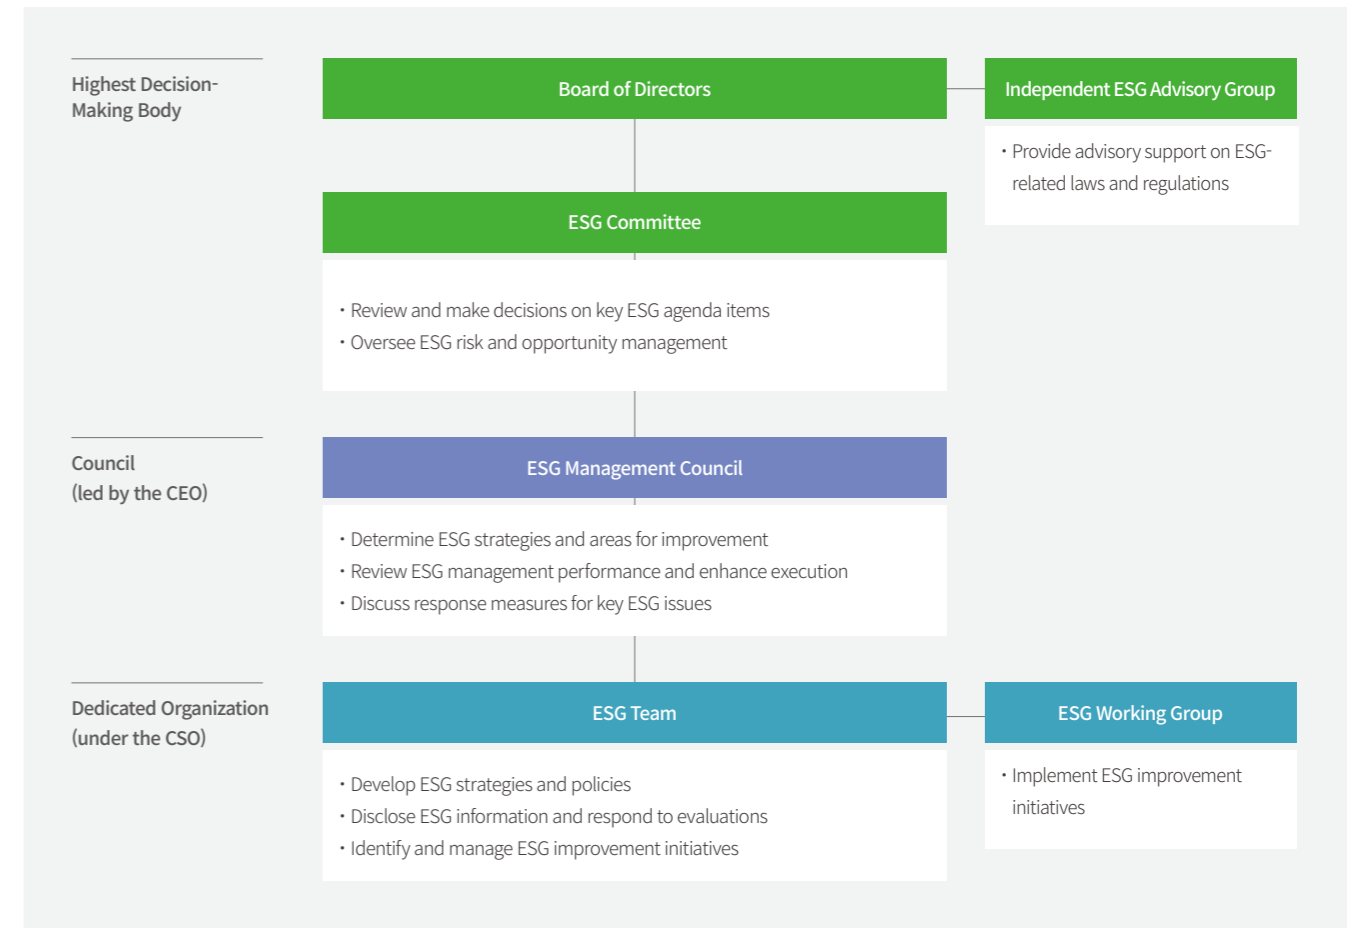 Highest Decision-
Making Body
Board of Directors
Independent ESG Advisory Group
・Provide advisory support on ESG-
related laws and regulations
ESG Committee
・Review and make decisions on key ESG agenda items
・Oversee ESG risk and opportunity management
Council
(led by the CEO)
ESG Management Council
・Determine ESG strategies and areas for improvement
・Review ESG management performance and enhance execution
・Discuss response measures for key ESG issues
Dedicated Organization
(under the CSO)
ESG Team
・Develop ESG strategies and policies
・Disclose ESG information and respond to evaluations
・Identify and manage ESG improvement initiatives
ESG Working Group
・Implement ESG improvement
initiatives